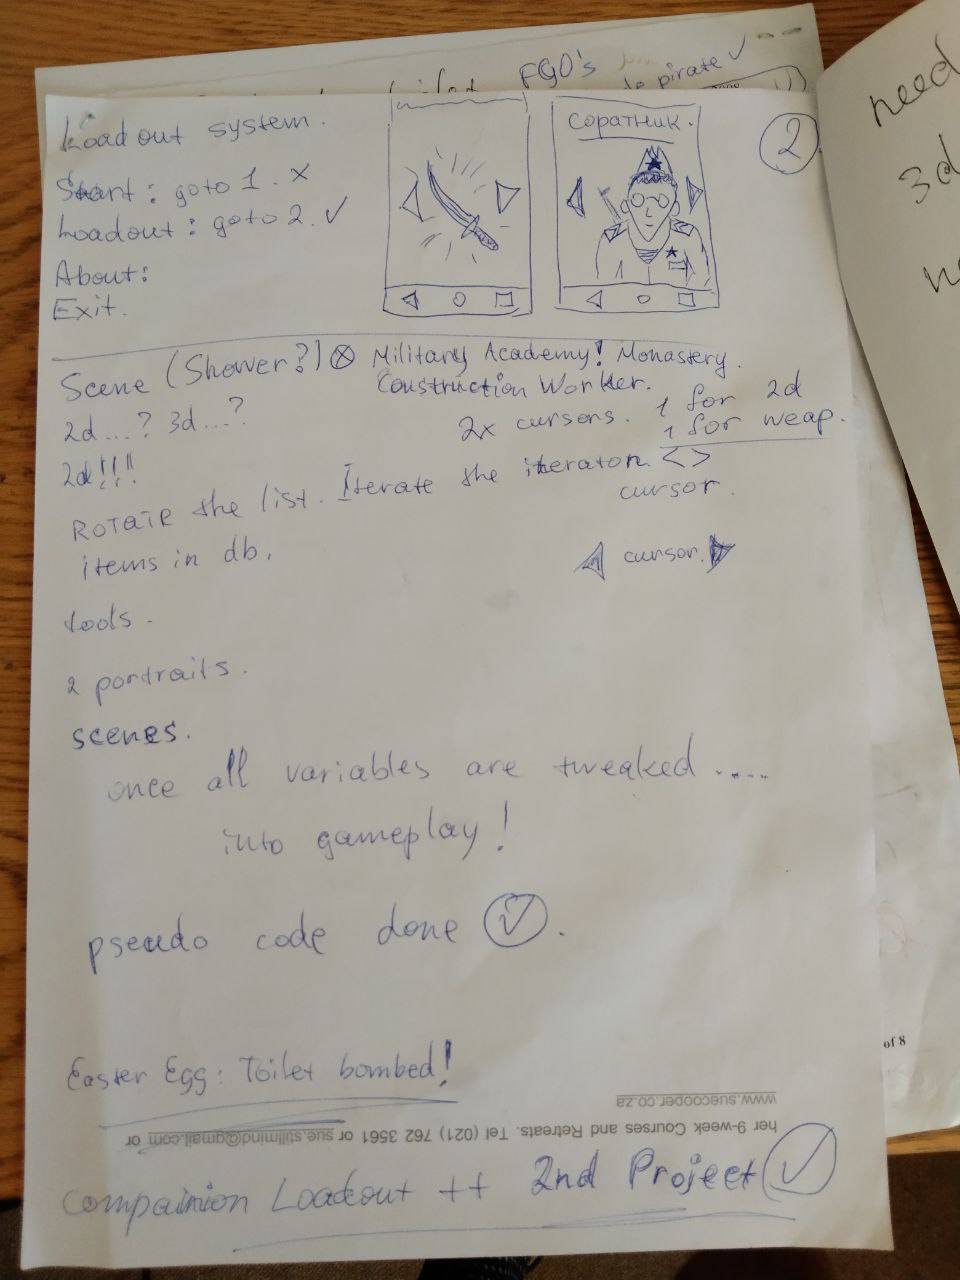 FGO's
de pirate ✓
need
3d
Loadout system.
2
Start: goto 1. x
Loadout: goto 2. ✓
About:
Exit.
соратник.
Scene (Shower?) ⊗ Military Academy! Monastery.
Construction Worker.
2d...? 3d...?
2x cursors. 1 for 2d
1 for weap.
2d!!!
Rotate the list. Iterate the iterator. < >
cursor.
items in db.
cursor.
tools.
2 portraits.
scenes.
once all variables are tweaked.....
into gameplay!
pseudo code done ✓.
Easter Egg: Toilet bombed!
of 8
www.suecooper.co.za
her 9-week Courses and Retreats. Tel (021) 762 3561 or sue.stillmind@gmail.com or
Compainion Loadout ++ 2nd Project ✓